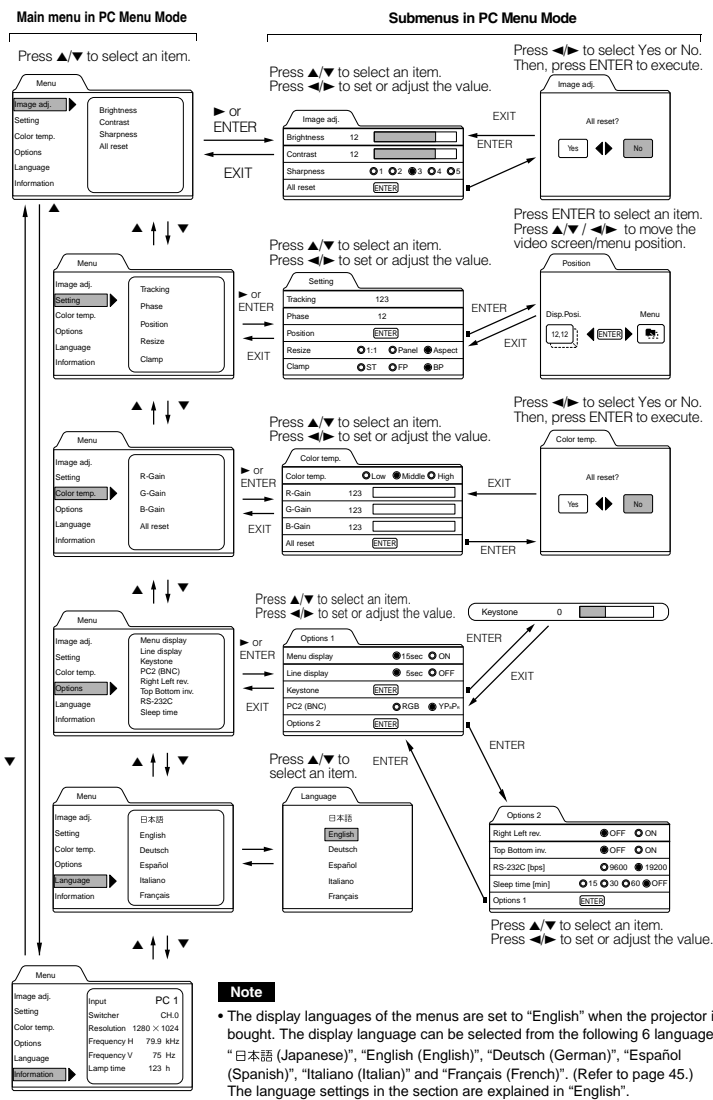 Main menu in PC Menu Mode
Submenus in PC Menu Mode
Press ▲/▼ to select an item.
Menu
Image adj.
Setting
Color temp.
Options
Language
Information
Brightness
Contrast
Sharpness
All reset
► or
ENTER
EXIT
Press ▲/▼ to select an item.
Press ◄/► to set or adjust the value.
Image adj.
Brightness 12
Contrast 12
Sharpness 1 2 3 4 5
All reset ENTER
EXIT
ENTER
Press ◄/► to select Yes or No.
Then, press ENTER to execute.
Image adj.
All reset?
Yes No
▲
▲ ▼
Menu
Image adj.
Setting
Color temp.
Options
Language
Information
Tracking
Phase
Position
Resize
Clamp
► or
ENTER
EXIT
Press ▲/▼ to select an item.
Press ◄/► to set or adjust the value.
Setting
Tracking 123
Phase 12
Position ENTER
Resize 1:1 Panel Aspect
Clamp ST FP BP
ENTER
EXIT
Press ENTER to select an item.
Press ▲/▼ / ◄/► to move the
video screen/menu position.
Position
Disp.Posi. Menu
12,12 ENTER
▲ ▼
Menu
Image adj.
Setting
Color temp.
Options
Language
Information
R-Gain
G-Gain
B-Gain
All reset
► or
ENTER
EXIT
Press ▲/▼ to select an item.
Press ◄/► to set or adjust the value.
Color temp.
Color temp. Low Middle High
R-Gain 123
G-Gain 123
B-Gain 123
All reset ENTER
EXIT
ENTER
Press ◄/► to select Yes or No.
Then, press ENTER to execute.
Color temp.
All reset?
Yes No
▲ ▼
Menu
Image adj.
Setting
Color temp.
Options
Language
Information
Menu display
Line display
Keystone
PC2 (BNC)
Right Left rev.
Top Bottom inv.
RS-232C
Sleep time
► or
ENTER
EXIT
Press ▲/▼ to select an item.
Press ◄/► to set or adjust the value.
Options 1
Menu display 15sec ON
Line display 5sec OFF
Keystone ENTER
PC2 (BNC) RGB YPBPR
Options 2 ENTER
Keystone 0
ENTER
EXIT
ENTER
ENTER
▼
▲ ▼
Menu
Image adj.
Setting
Color temp.
Options
Language
Information
日本語
English
Deutsch
Español
Italiano
Français
Press ▲/▼ to
select an item.
Language
日本語
English
Deutsch
Español
Italiano
Français
Options 2
Right Left rev. OFF ON
Top Bottom inv. OFF ON
RS-232C [bps] 9600 19200
Sleep time [min] 15 30 60 OFF
Options 1 ENTER
Press ▲/▼ to select an item.
Press ◄/► to set or adjust the value.
▲ ▼
Menu
Image adj.
Setting
Color temp.
Options
Language
Information
Input PC 1
Switcher CH.0
Resolution 1280 × 1024
Frequency H 79.9 kHz
Frequency V 75 Hz
Lamp time 123 h
Note
• The display languages of the menus are set to “English” when the projector i
bought. The display language can be selected from the following 6 language
“日本語 (Japanese)”, “English (English)”, “Deutsch (German)”, “Español
(Spanish)”, “Italiano (Italian)” and “Français (French)”. (Refer to page 45.)
The language settings in the section are explained in “English”.